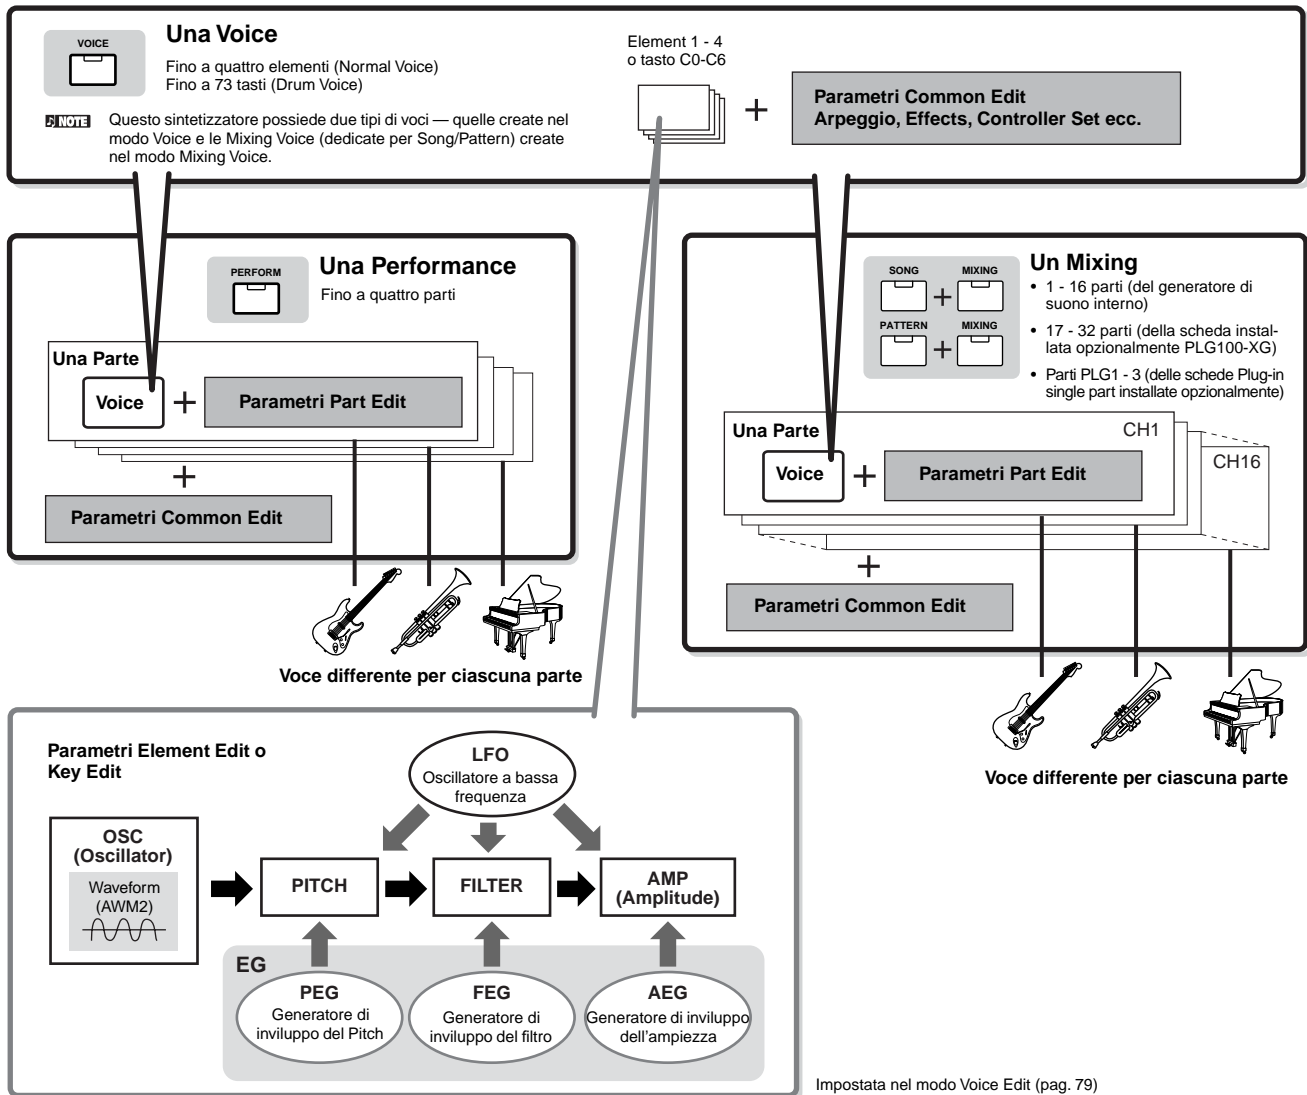 VOICE
Una Voice
Fino a quattro elementi (Normal Voice)
Fino a 73 tasti (Drum Voice)
NOTE
Questo sintetizzatore possiede due tipi di voci — quelle create nel
modo Voice e le Mixing Voice (dedicate per Song/Pattern) create
nel modo Mixing Voice.
Element 1 - 4
o tasto C0-C6
+
Parametri Common Edit
Arpeggio, Effects, Controller Set ecc.
PERFORM
Una Performance
Fino a quattro parti
Una Parte
Voice
+
Parametri Part Edit
+
Parametri Common Edit
Voce differente per ciascuna parte
SONG
+
MIXING
PATTERN
+
MIXING
Un Mixing
• 1 - 16 parti (del generatore di
suono interno)
• 17 - 32 parti (della scheda instal-
lata opzionalmente PLG100-XG)
• Parti PLG1 - 3 (delle schede Plug-in
single part installate opzionalmente)
Una Parte
CH1
CH16
Voice
+
Parametri Part Edit
+
Parametri Common Edit
Voce differente per ciascuna parte
Parametri Element Edit o
Key Edit
LFO
Oscillatore a bassa
frequenza
OSC
(Oscillator)
Waveform
(AWM2)
PITCH
FILTER
AMP
(Amplitude)
EG
PEG
Generatore di
inviluppo del Pitch
FEG
Generatore di
inviluppo del filtro
AEG
Generatore di inviluppo
dell'ampiezza
Impostata nel modo Voice Edit (pag. 79)